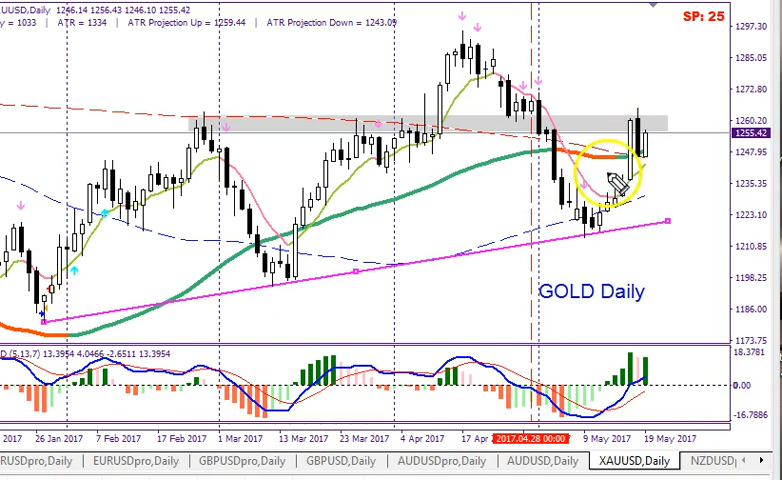 UUSD,Daily 1246.14 1256.43 1246.10 1255.42
y = 1033 | ATR = 1334 | ATR Projection Up = 1259.44 | ATR Projection Down = 1243.09
SP: 25
1297.30
1285.05
1272.80
1260.20
1255.42
1247.95
1235.35
1223.10
1210.85
1198.25
1186.00
1173.75
GOLD Daily
D (5,13,7) 13.3954 4.0466 -2.6511 13.3954
18.3781
0.00
-16.7886
2017 26 Jan 2017 7 Feb 2017 17 Feb 2017 1 Mar 2017 13 Mar 2017 23 Mar 2017 4 Apr 2017 17 Apr 2017.04.28 00:00 9 May 2017 19 May 2017
RUSDpro,Daily EURUSDpro,Daily GBPUSDpro,Daily GBPUSD,Daily AUDUSDpro,Daily AUDUSD,Daily XAUUSD,Daily NZDUSD